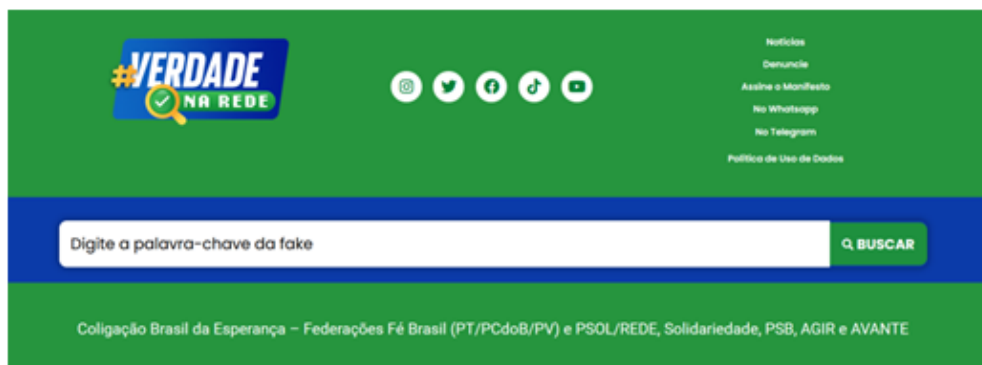 #VERDADE
NA REDE
Notícias
Denuncie
Assine o Manifesto
No Whatsapp
No Telegram
Política de Uso de Dados
Digite a palavra-chave da fake
BUSCAR
Coligação Brasil da Esperança – Federações Fé Brasil (PT/PCdoB/PV) e PSOL/REDE, Solidariedade, PSB, AGIR e AVANTE